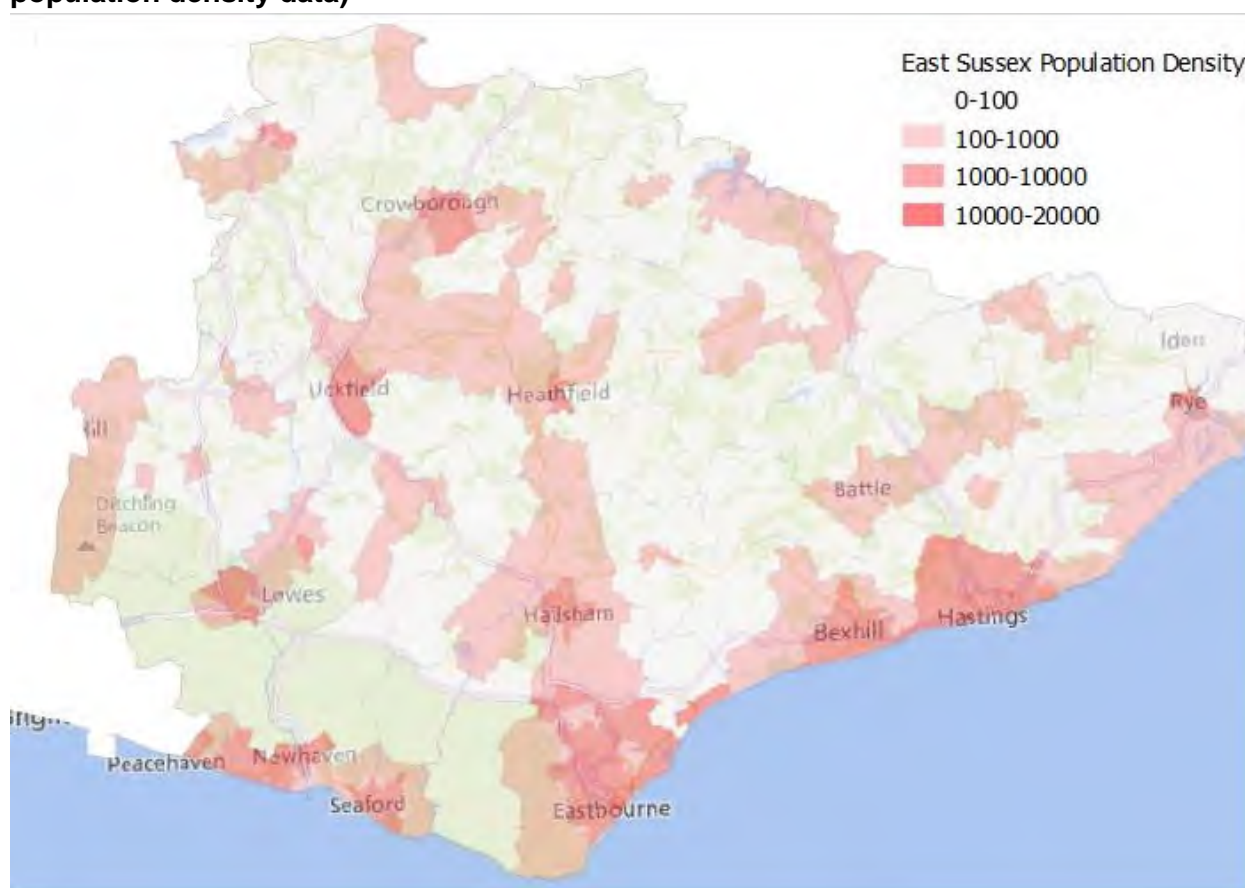 population density data)
East Sussex Population Density
0-100
100-1000
1000-10000
10000-20000
Crowborough
Iden
Uckfield
Heathfield
Rye
Battle
Ditchling
Beacon
Lewes
Hailsham
Hastings
Bexhill
Newhaven
Peacehaven
Seaford
Eastbourne